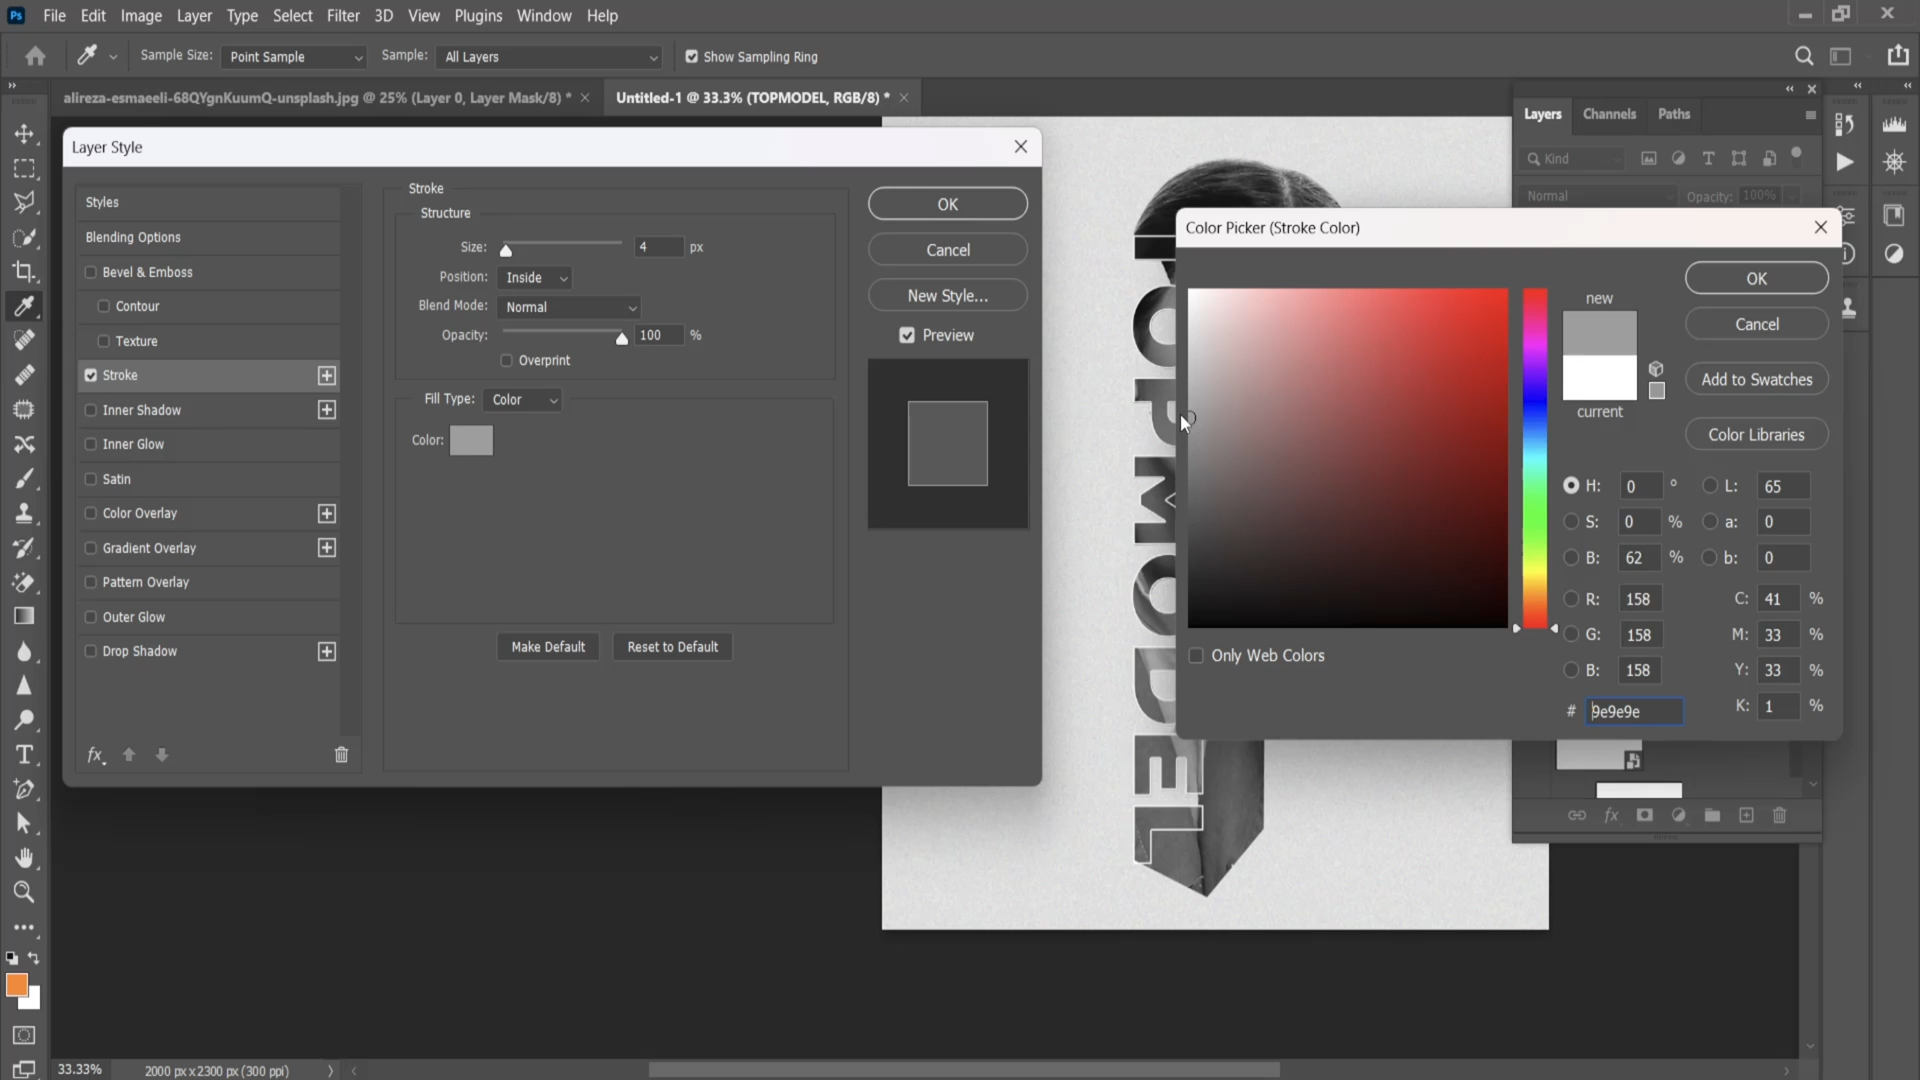 Ps File Edit Image Layer Type Select Filter 3D View Plugins Window Help
Sample Size: Point Sample Sample: All Layers Show Sampling Ring
alireza-esmaeeli-68QYgnKuumQ-unsplash.jpg @ 25% (Layer 0, Layer Mask/8) * Untitled-1 @ 33.3% (TOPMODEL, RGB/8) *
Layers Channels Paths
Kind
Normal Opacity: 100%
Layer Style
Styles
Blending Options
Bevel & Emboss
Contour
Texture
Stroke
Inner Shadow
Inner Glow
Satin
Color Overlay
Gradient Overlay
Pattern Overlay
Outer Glow
Drop Shadow
fx
Stroke
Structure
Size: 4 px
Position: Inside
Blend Mode: Normal
Opacity: 100 %
Overprint
Fill Type: Color
Color:
Make Default Reset to Default
OK
Cancel
New Style...
Preview
TOPMODEL
Color Picker (Stroke Color)
new
current
OK
Cancel
Add to Swatches
Color Libraries
H: 0 ° L: 65
S: 0 % a: 0
B: 62 % b: 0
R: 158 C: 41 %
G: 158 M: 33 %
B: 158 Y: 33 %
# 9e9e9e K: 1 %
Only Web Colors
fx
33.33% 2000 px x 2300 px (300 ppi)